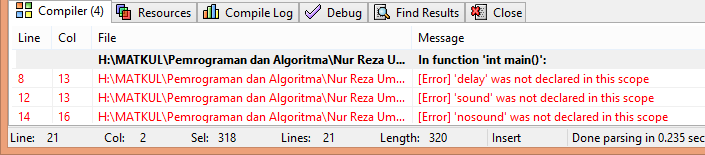 Compiler (4) Resources Compile Log Debug Find Results Close
Line Col File Message
H:\MATKUL\Pemrograman dan Algoritma\Nur Reza Um... In function 'int main()':
8 13 H:\MATKUL\Pemrograman dan Algoritma\Nur Reza Um... [Error] 'delay' was not declared in this scope
12 13 H:\MATKUL\Pemrograman dan Algoritma\Nur Reza Um... [Error] 'sound' was not declared in this scope
14 16 H:\MATKUL\Pemrograman dan Algoritma\Nur Reza Um... [Error] 'nosound' was not declared in this scope
Line: 21 Col: 2 Sel: 318 Lines: 21 Length: 320 Insert Done parsing in 0.235 sec